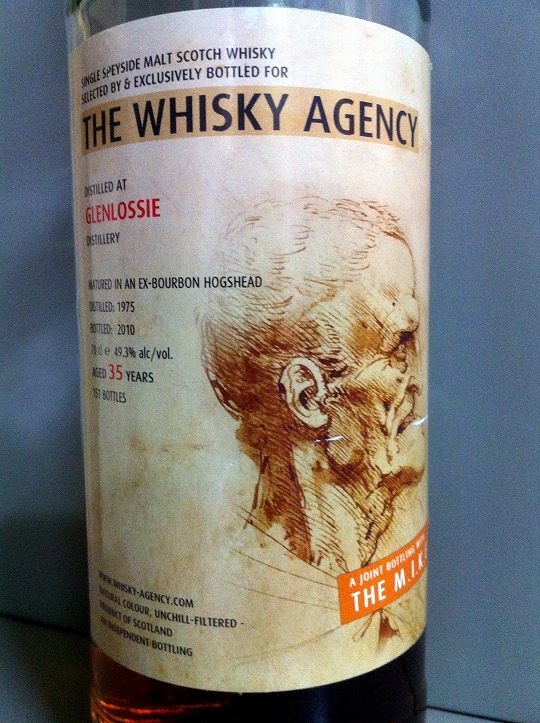 SINGLE SPEYSIDE MALT SCOTCH WHISKY
SELECTED BY & EXCLUSIVELY BOTTLED FOR
THE WHISKY AGENCY
DISTILLED AT
GLENLOSSIE
DISTILLERY
MATURED IN AN EX-BOURBON HOGSHEAD
DISTILLED: 1975
BOTTLED: 2010
70 cl e 49.3% alc/vol.
AGED 35 YEARS
151 BOTTLES
A JOINT BOTTLING WITH
THE M.I.
WWW.WHISKY-AGENCY.COM
NATURAL COLOUR, UNCHILL-FILTERED -
PRODUCT OF SCOTLAND
AN INDEPENDENT BOTTLING